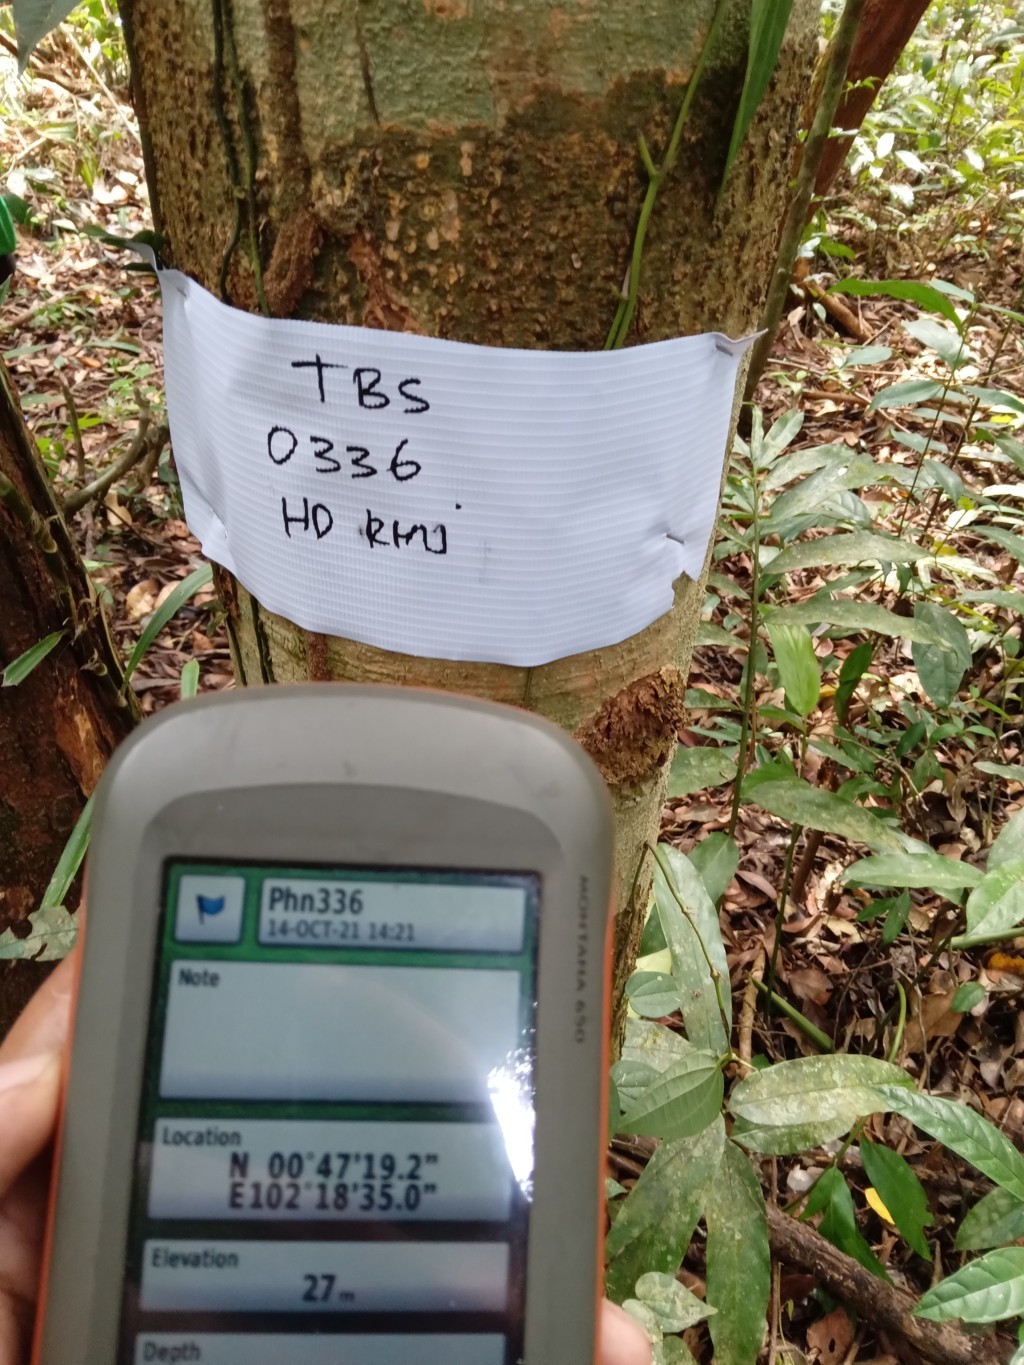 TBS
0336
HD RMJ
MONTANA 650
Phn336
14-OCT-21 14:21
Note
Location
N 00°47'19.2"
E102°18'35.0"
Elevation
27m
Depth